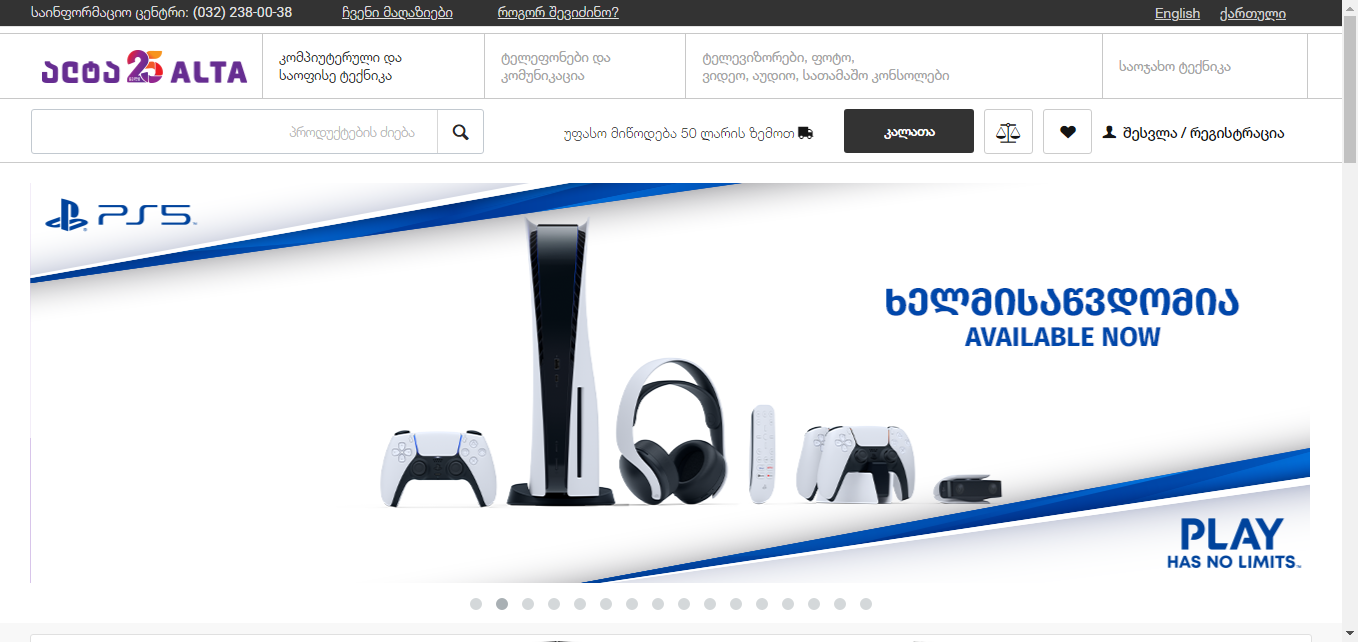 საინფორმაციო ცენტრი: (032) 238-00-38
ჩვენი მაღაზიები
როგორ შევიძინო?
English
ქართული
ალტა 25 ALTA
კომპიუტერული და
საოფისე ტექნიკა
ტელეფონები და
კომუნიკაცია
ტელევიზორები, ფოტო,
ვიდეო, აუდიო, სათამაშო კონსოლები
საოჯახო ტექნიკა
პროდუქტების ძიება
უფასო მიწოდება 50 ლარის ზემოთ
კალათა
შესვლა / რეგისტრაცია
PS5
ხელმისაწვდომია
AVAILABLE NOW
PLAY
HAS NO LIMITS™